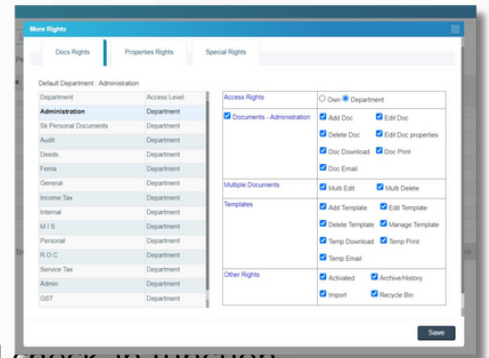 More Rights
Docs Rights Properties Rights Special Rights
Default Department : Administration
Department Access Level
Administration Department
Sk Personal Documents Department
Audit Department
Deeds Department
Fema Department
General Department
Income Tax Department
Internal Department
M I S Department
Personal Department
R O C Department
Service Tax Department
Admin Department
GST Department
Access Rights Own Department
Documents - Administration Add Doc Edit Doc
Delete Doc Edit Doc properties
Doc Download Doc Print
Doc Email
Multiple Documents Multi Edit Multi Delete
Templates Add Template Edit Template
Delete Template Manage Template
Temp Download Temp Print
Temp Email
Other Rights Activated Archive/History
Import Recycle Bin
Save